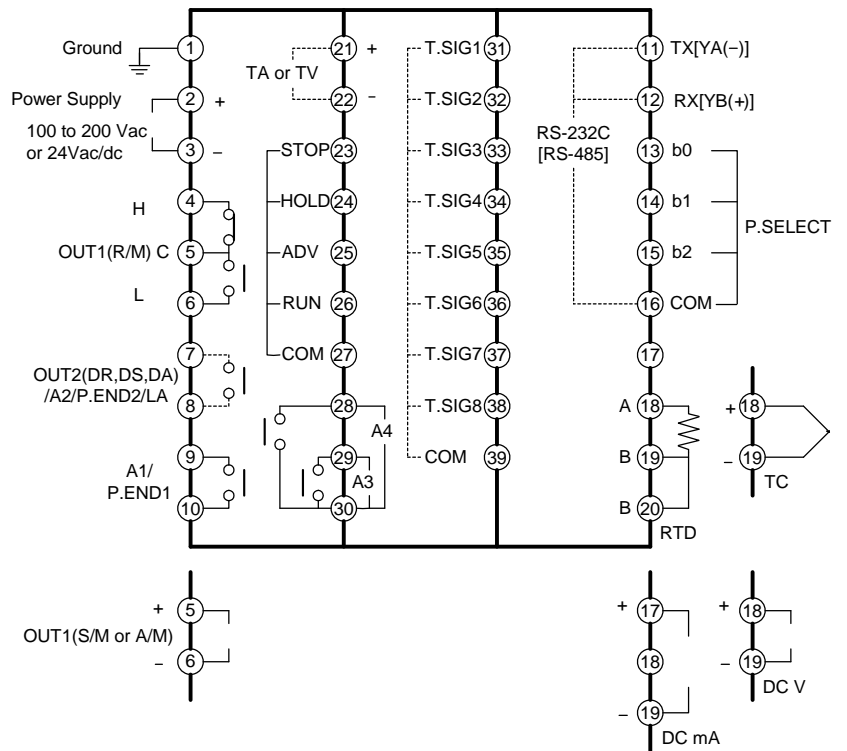 Ground 1 21 + T.SIG1 31 11 TX[YA(−)]
TA or TV
Power Supply 2 + 22 − T.SIG2 32 12 RX[YB(+)]
100 to 200 Vac
or 24Vac/dc 3 − STOP 23 T.SIG3 33 13 b0
RS-232C
[RS-485]
H 4 HOLD 24 T.SIG4 34 14 b1
P.SELECT
OUT1(R/M) C 5 ADV 25 T.SIG5 35 15 b2
L 6 RUN 26 T.SIG6 36 16 COM
7 COM 27 T.SIG7 37 17
OUT2(DR,DS,DA)
/A2/P.END2/LA
8 28 T.SIG8 38 A 18 + 18
A4
9 29 COM 39 B 19 − 19
A1/
P.END1
A3
TC
10 30 B 20
RTD
+ 5 + 17 + 18
OUT1(S/M or A/M)
− 6 18 − 19
DC V
− 19
DC mA